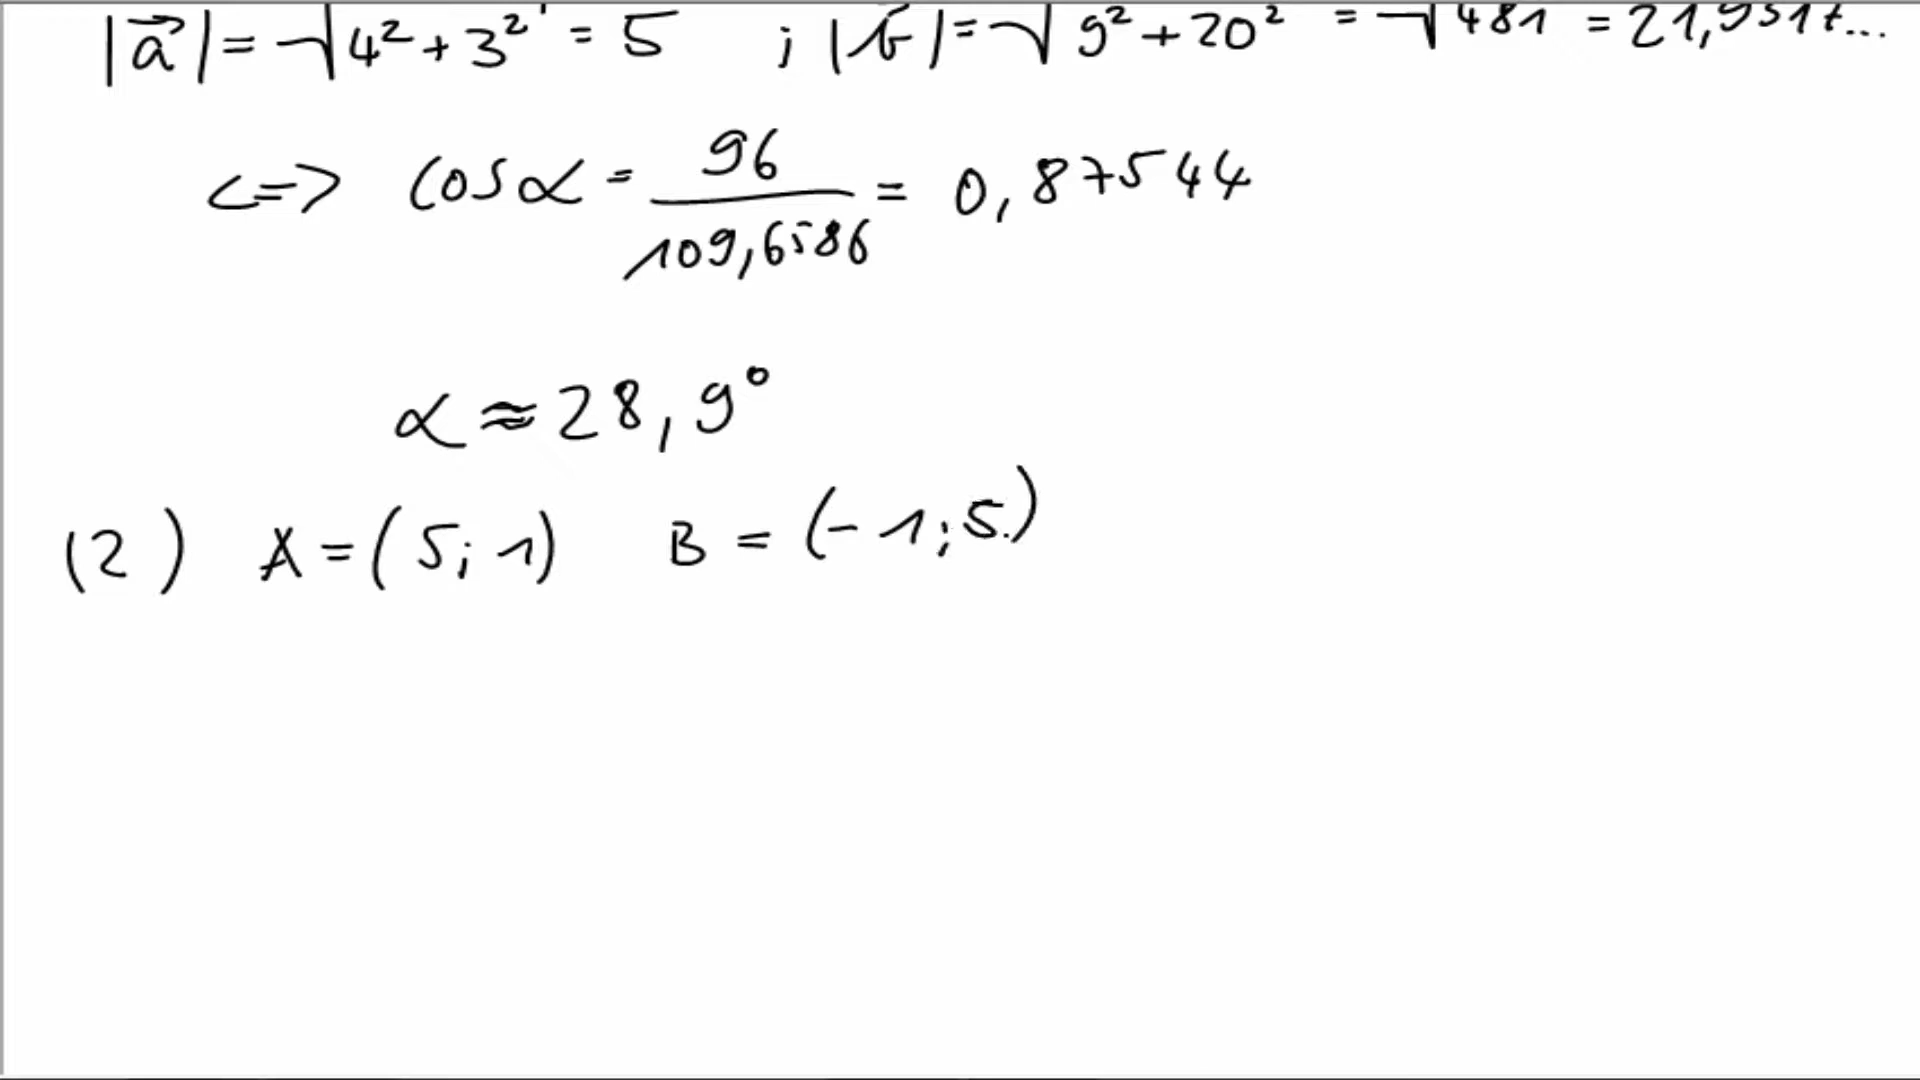 |a⃗| = √4² + 3² = 5 ; |b⃗| = √9² + 20² = √481 = 21,9317...
<=> cos α = 96 / 109,6586 = 0,87544
α ≈ 28,9°
(2) A = (5; 1) B = (-1; 5)